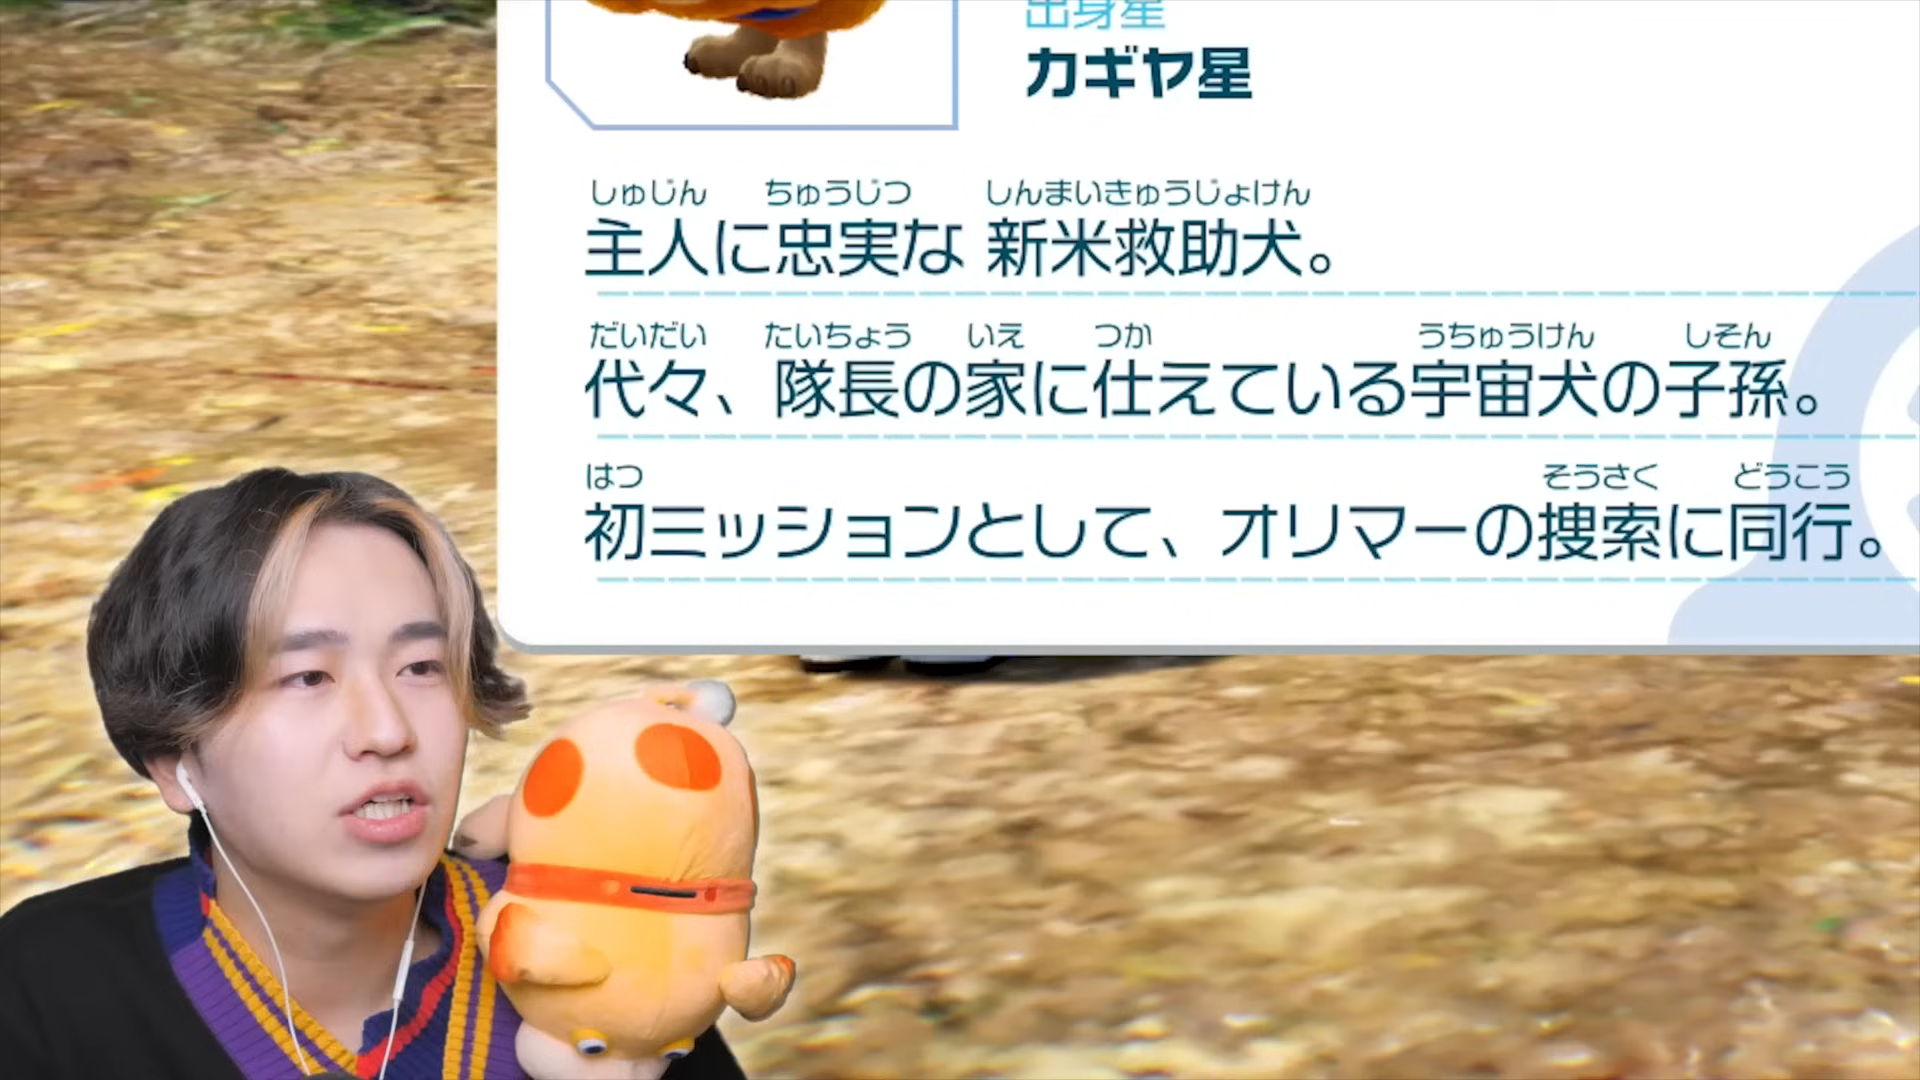 出身星
カギヤ星
しゅじん ちゅうじつ しんまいきゅうじょけん
主人に忠実な 新米救助犬。
だいだい たいちょう いえ つか うちゅうけん しそん
代々、隊長の家に仕えている宇宙犬の子孫。
はつ そうさく どうこう
初ミッションとして、オリマーの捜索に同行。